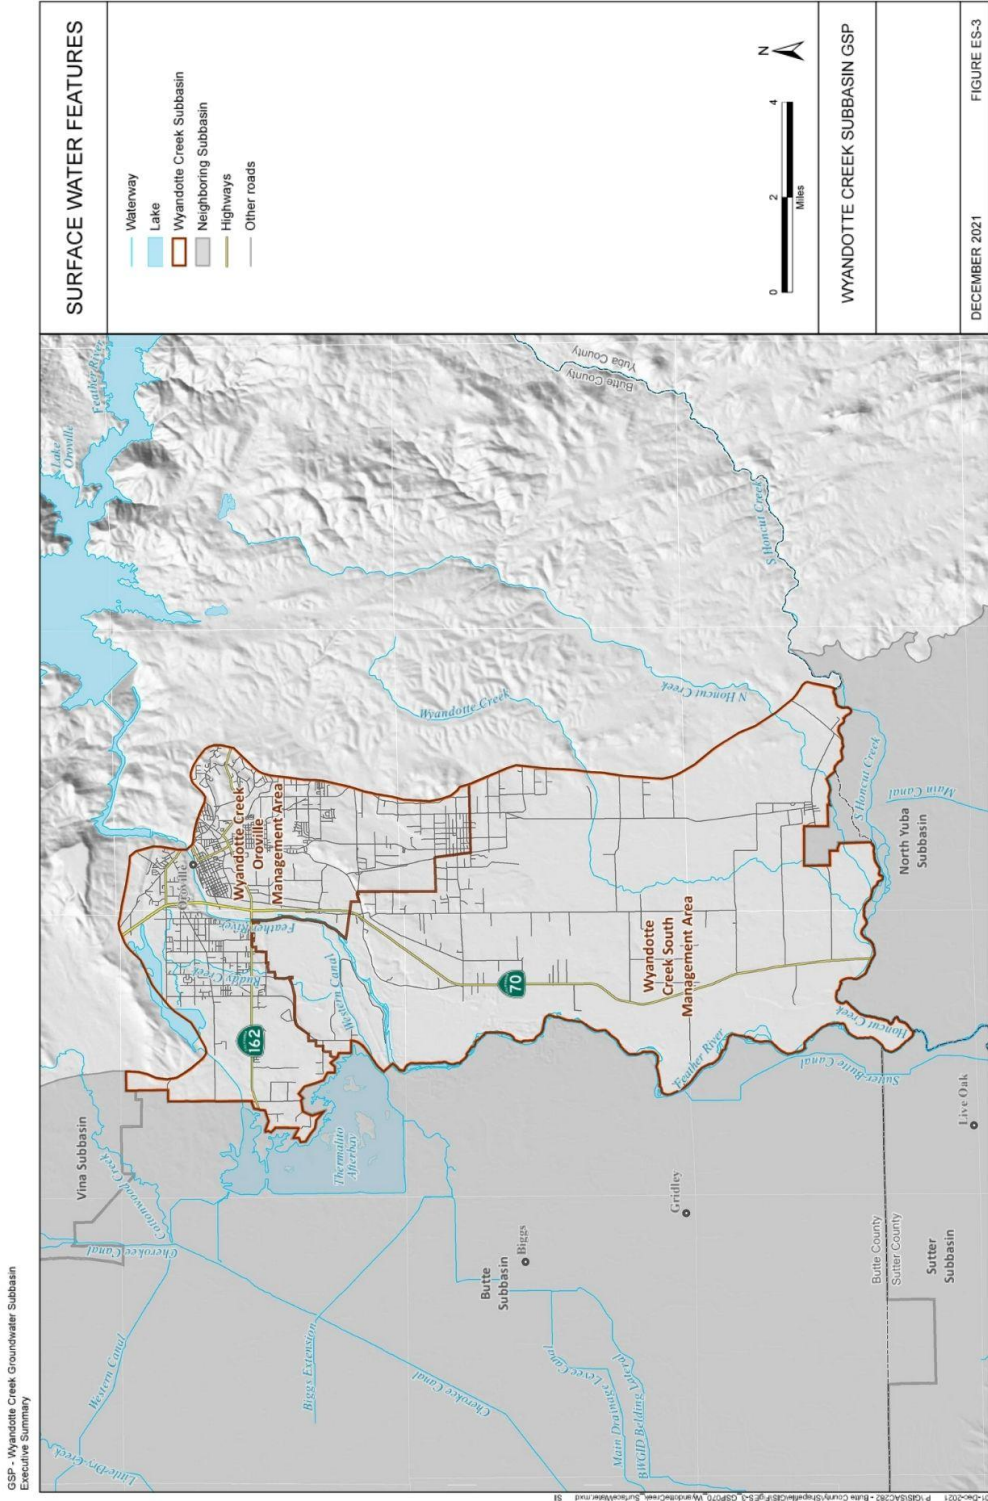 GSP - Wyandotte Creek Groundwater Subbasin
Executive Summary
SURFACE WATER FEATURES
Waterway
Lake
Wyandotte Creek Subbasin
Neighboring Subbasin
Highways
Other roads
N
0 2 4
Miles
WYANDOTTE CREEK SUBBASIN GSP
DECEMBER 2021
FIGURE ES-3
Feather River
Lake
Oroville
Yuba County
Butte County
S Honcut Creek
N Honcut Creek
Wyandotte Creek
Wyandotte Creek
Oroville
Management Area
Oroville
Feather River
Ruddy Creek
Western Canal
162
70
Wyandotte
Creek South
Management Area
S Honcut Creek
Main Canal
North Yuba
Subbasin
Honcut Creek
Feather River
Sutter-Butte Canal
Live Oak
Vina Subbasin
Cottonwood Creek
Cherokee Canal
Thermalito
Afterbay
Gridley
Biggs
Butte
Subbasin
Butte County
Sutter County
Sutter
Subbasin
Western Canal
Little Dry Creek
Biggs Extension
Cherokee Canal
Main Drainage Levee Canal
BWGID Belding Lateral